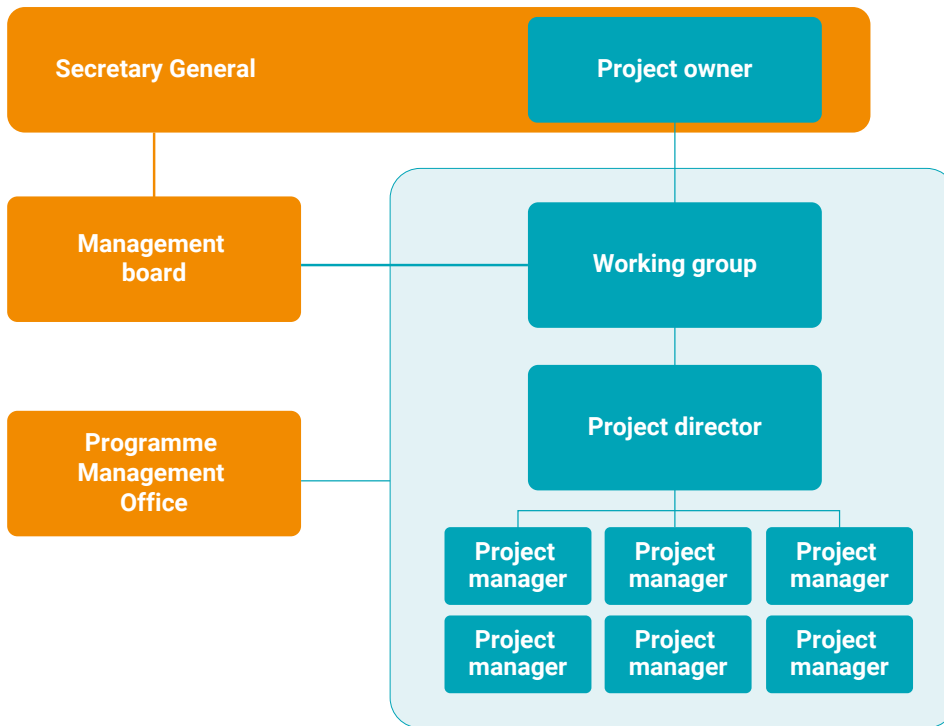 Secretary General
Project owner
Management
board
Working group
Project director
Programme
Management
Office
Project
manager
Project
manager
Project
manager
Project
manager
Project
manager
Project
manager